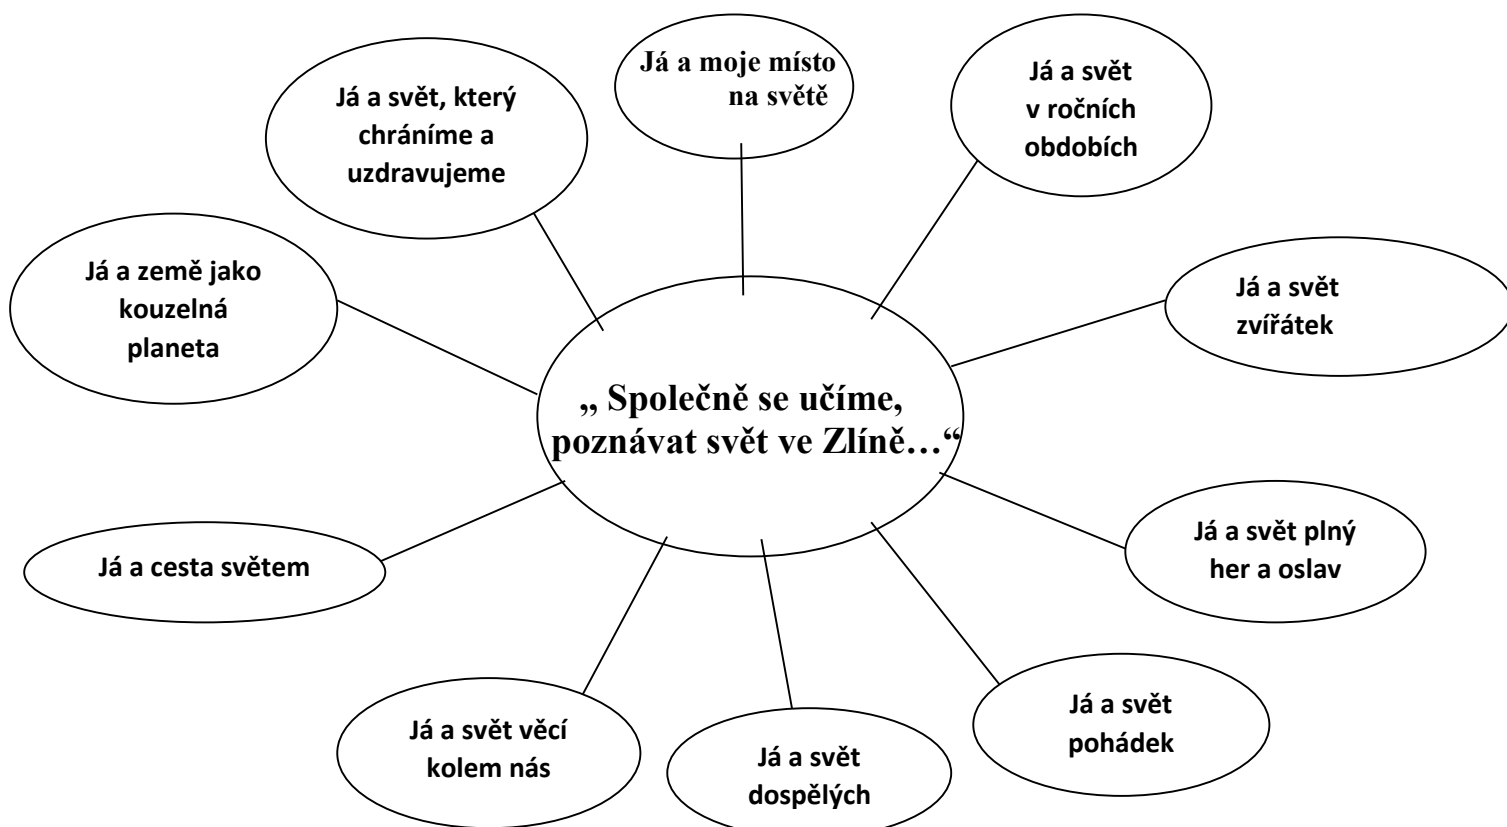 Já a moje místo
na světě
Já a svět
v ročních
obdobích
Já a svět, který
chráníme a
uzdravujeme
Já a svět
zvířátek
Já a země jako
kouzelná
planeta
„ Společně se učíme,
poznávat svět ve Zlíně…“
Já a svět plný
her a oslav
Já a cesta světem
Já a svět
pohádek
Já a svět věcí
kolem nás
Já a svět
dospělých